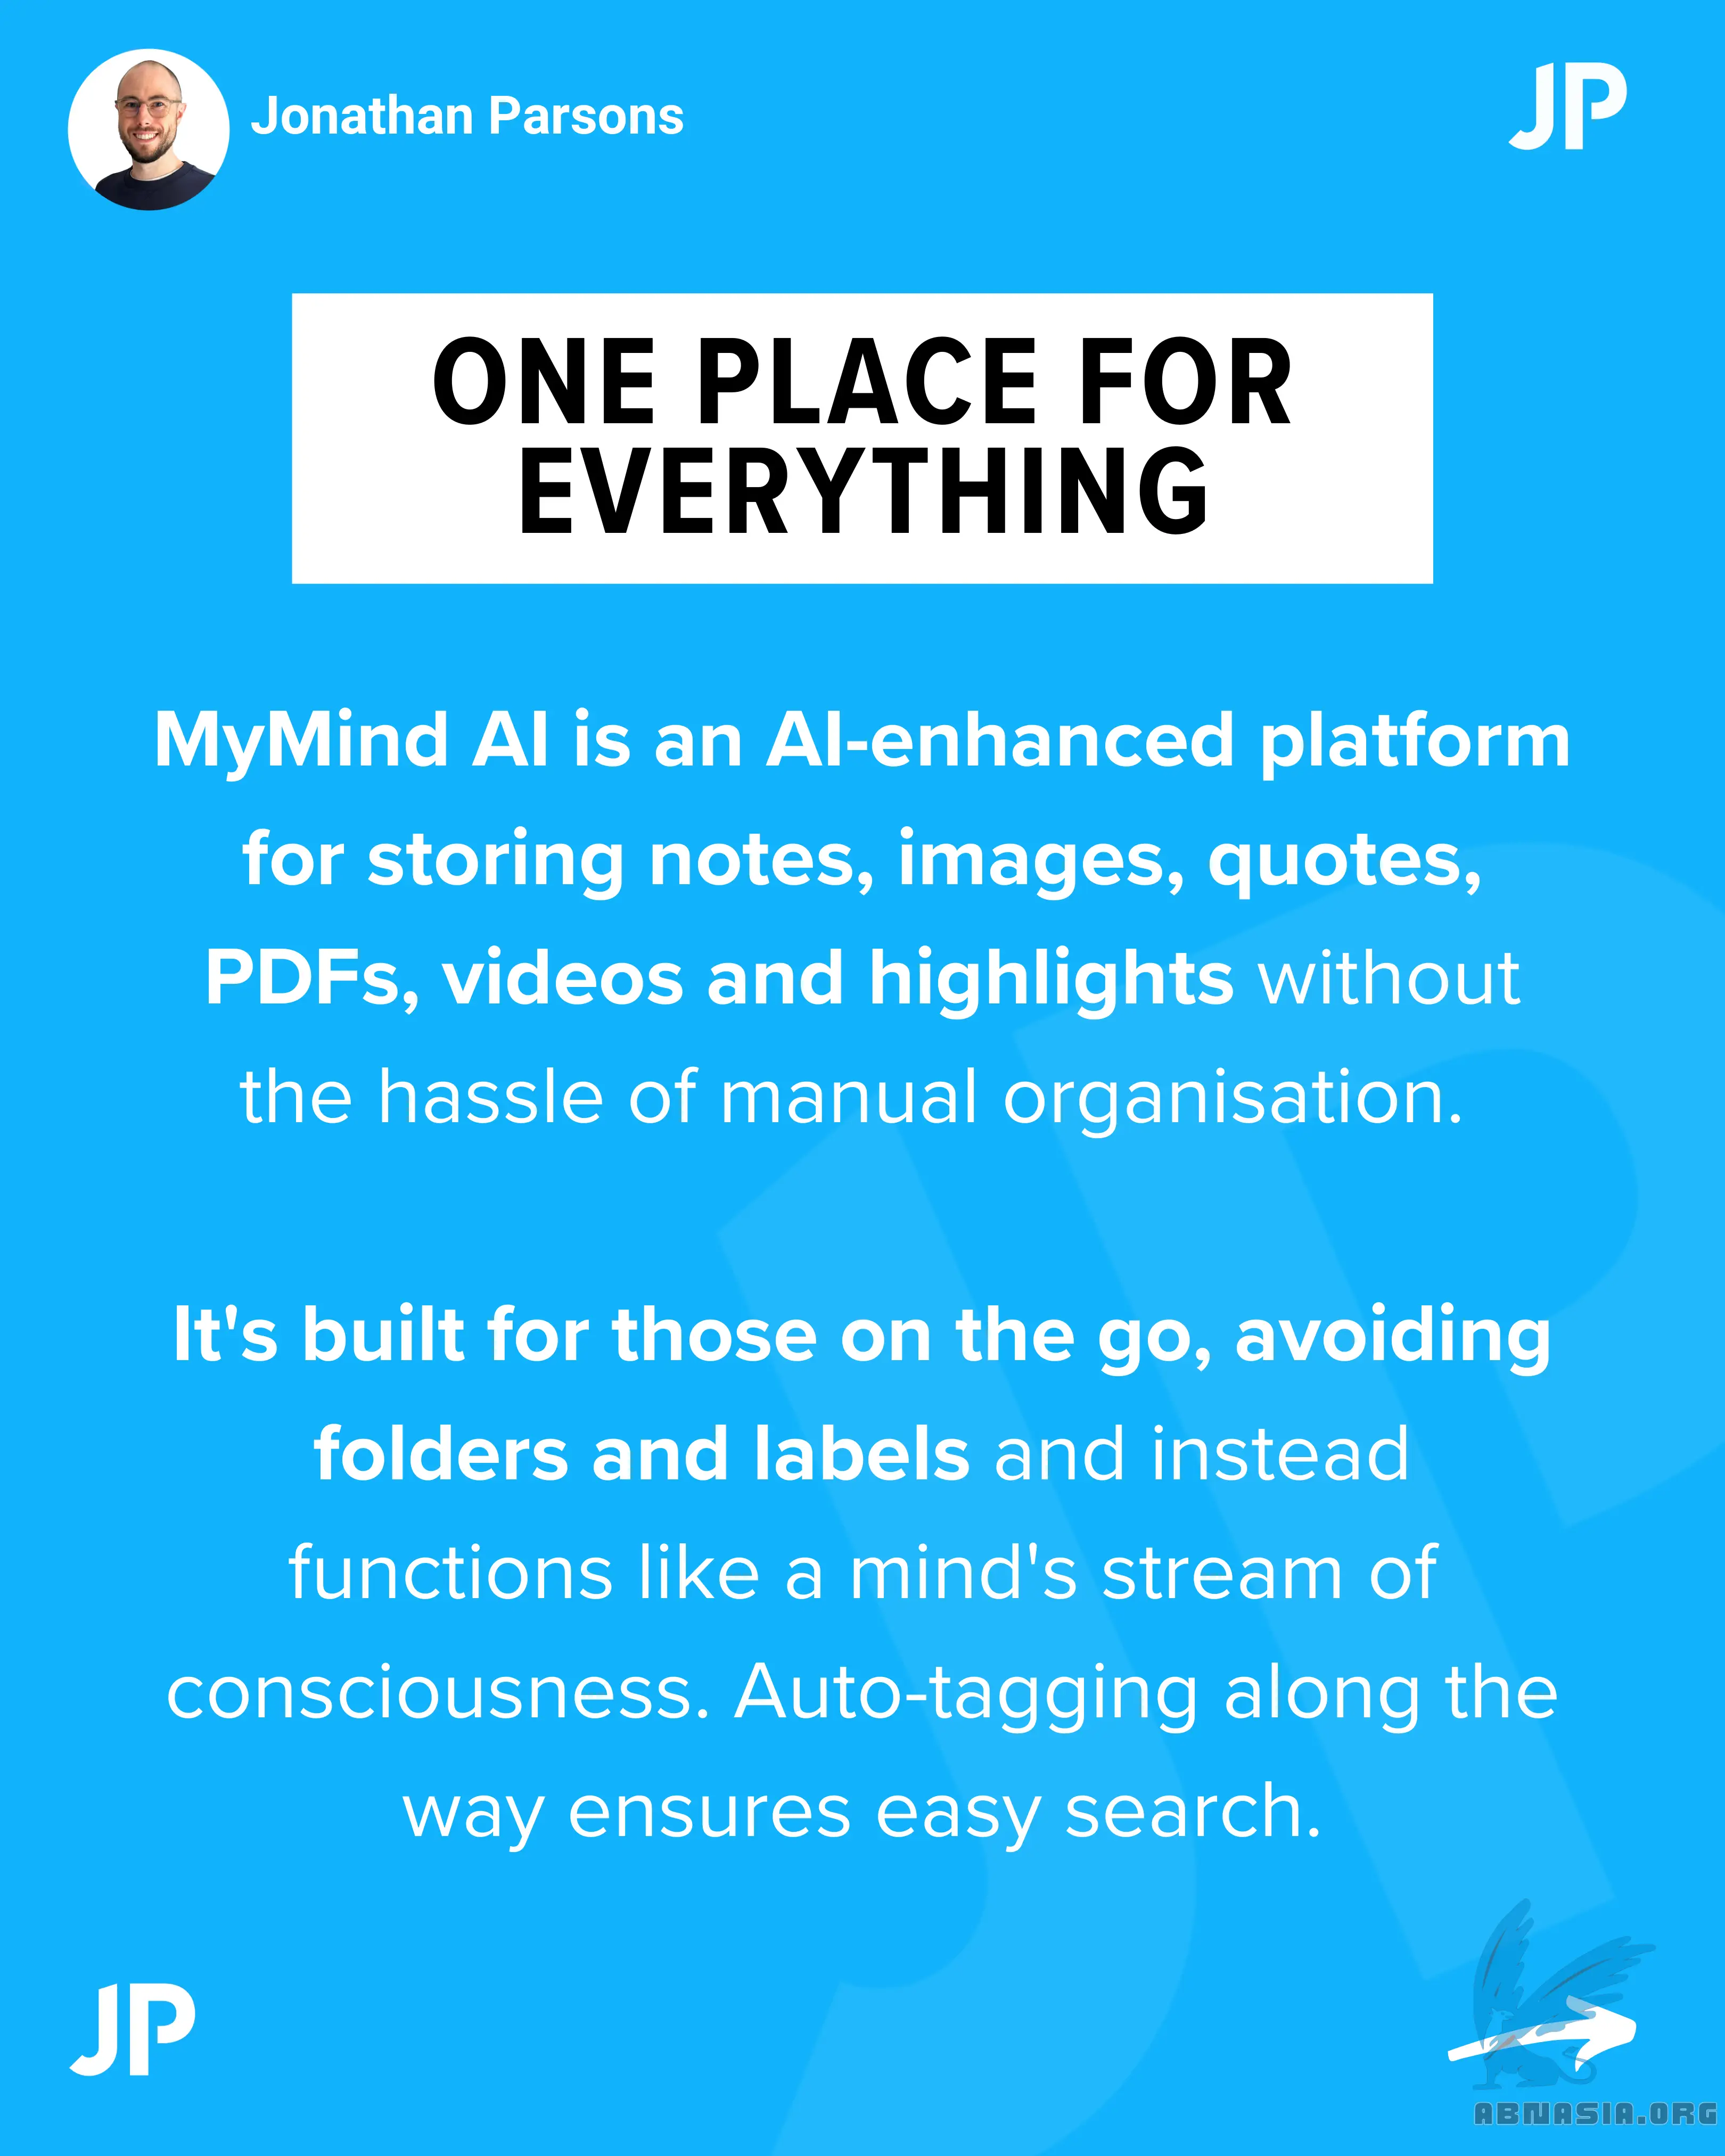 Jonathan Parsons
JP
ONE PLACE FOR
EVERYTHING
MyMind AI is an AI-enhanced platform
for storing notes, images, quotes,
PDFs, videos and highlights without
the hassle of manual organisation.
It's built for those on the go, avoiding
folders and labels and instead
functions like a mind's stream of
consciousness. Auto-tagging along the
way ensures easy search.
JP
JP
ABNASIA.ORG